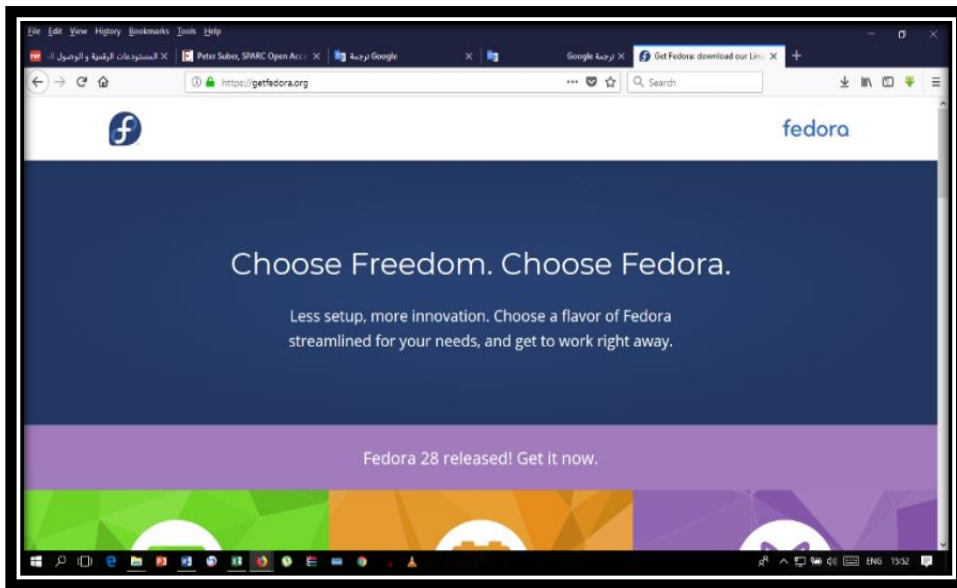 File Edit View History Bookmarks Tools Help
المستودعات الرقمية و الوصول ال
Peter Suber, SPARC Open Acce
ترجمة Google
ترجمة Google
Get Fedora: download our Linu
https://getfedora.org
Search
fedora
Choose Freedom. Choose Fedora.
Less setup, more innovation. Choose a flavor of Fedora
streamlined for your needs, and get to work right away.
Fedora 28 released! Get it now.
ENG 15:52